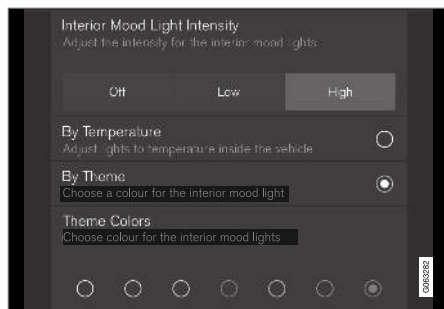 Interior Mood Light Intensity
Adjust the intensity for the interior mood lights
Off Low High
By Temperature
Adjust lights to temperature inside the vehicle
By Theme
Choose a colour for the interior mood light
Theme Colors
Choose colour for the interior mood lights
G063282